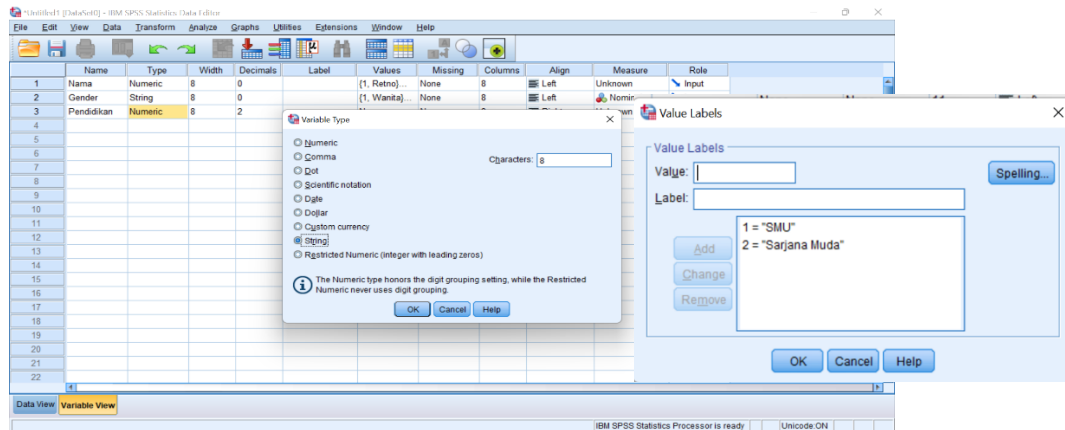 *Untitled1 [DataSet0] - IBM SPSS Statistics Data Editor
File Edit View Data Transform Analyze Graphs Utilities Extensions Window Help
Name Type Width Decimals Label Values Missing Columns Align Measure Role
1 Nama Numeric 8 0 {1, Retno}... None 8 Left Unknown Input
2 Gender String 8 0 {1, Wanita}... None 8 Left
3 Pendidikan Numeric 8 2
4
5
6
7
8
9
10
11
12
13
14
15
16
17
18
19
20
21
22
Variable Type
Numeric
Comma
Dot
Scientific notation
Date
Dollar
Custom currency
String
Restricted Numeric (integer with leading zeros)
Characters: 8
The Numeric type honors the digit grouping setting, while the Restricted
Numeric never uses digit grouping.
OK Cancel Help
Value Labels
Value Labels
Value:
Label:
Spelling...
1 = "SMU"
2 = "Sarjana Muda"
Add
Change
Remove
OK Cancel Help
Data View Variable View
IBM SPSS Statistics Processor is ready Unicode:ON